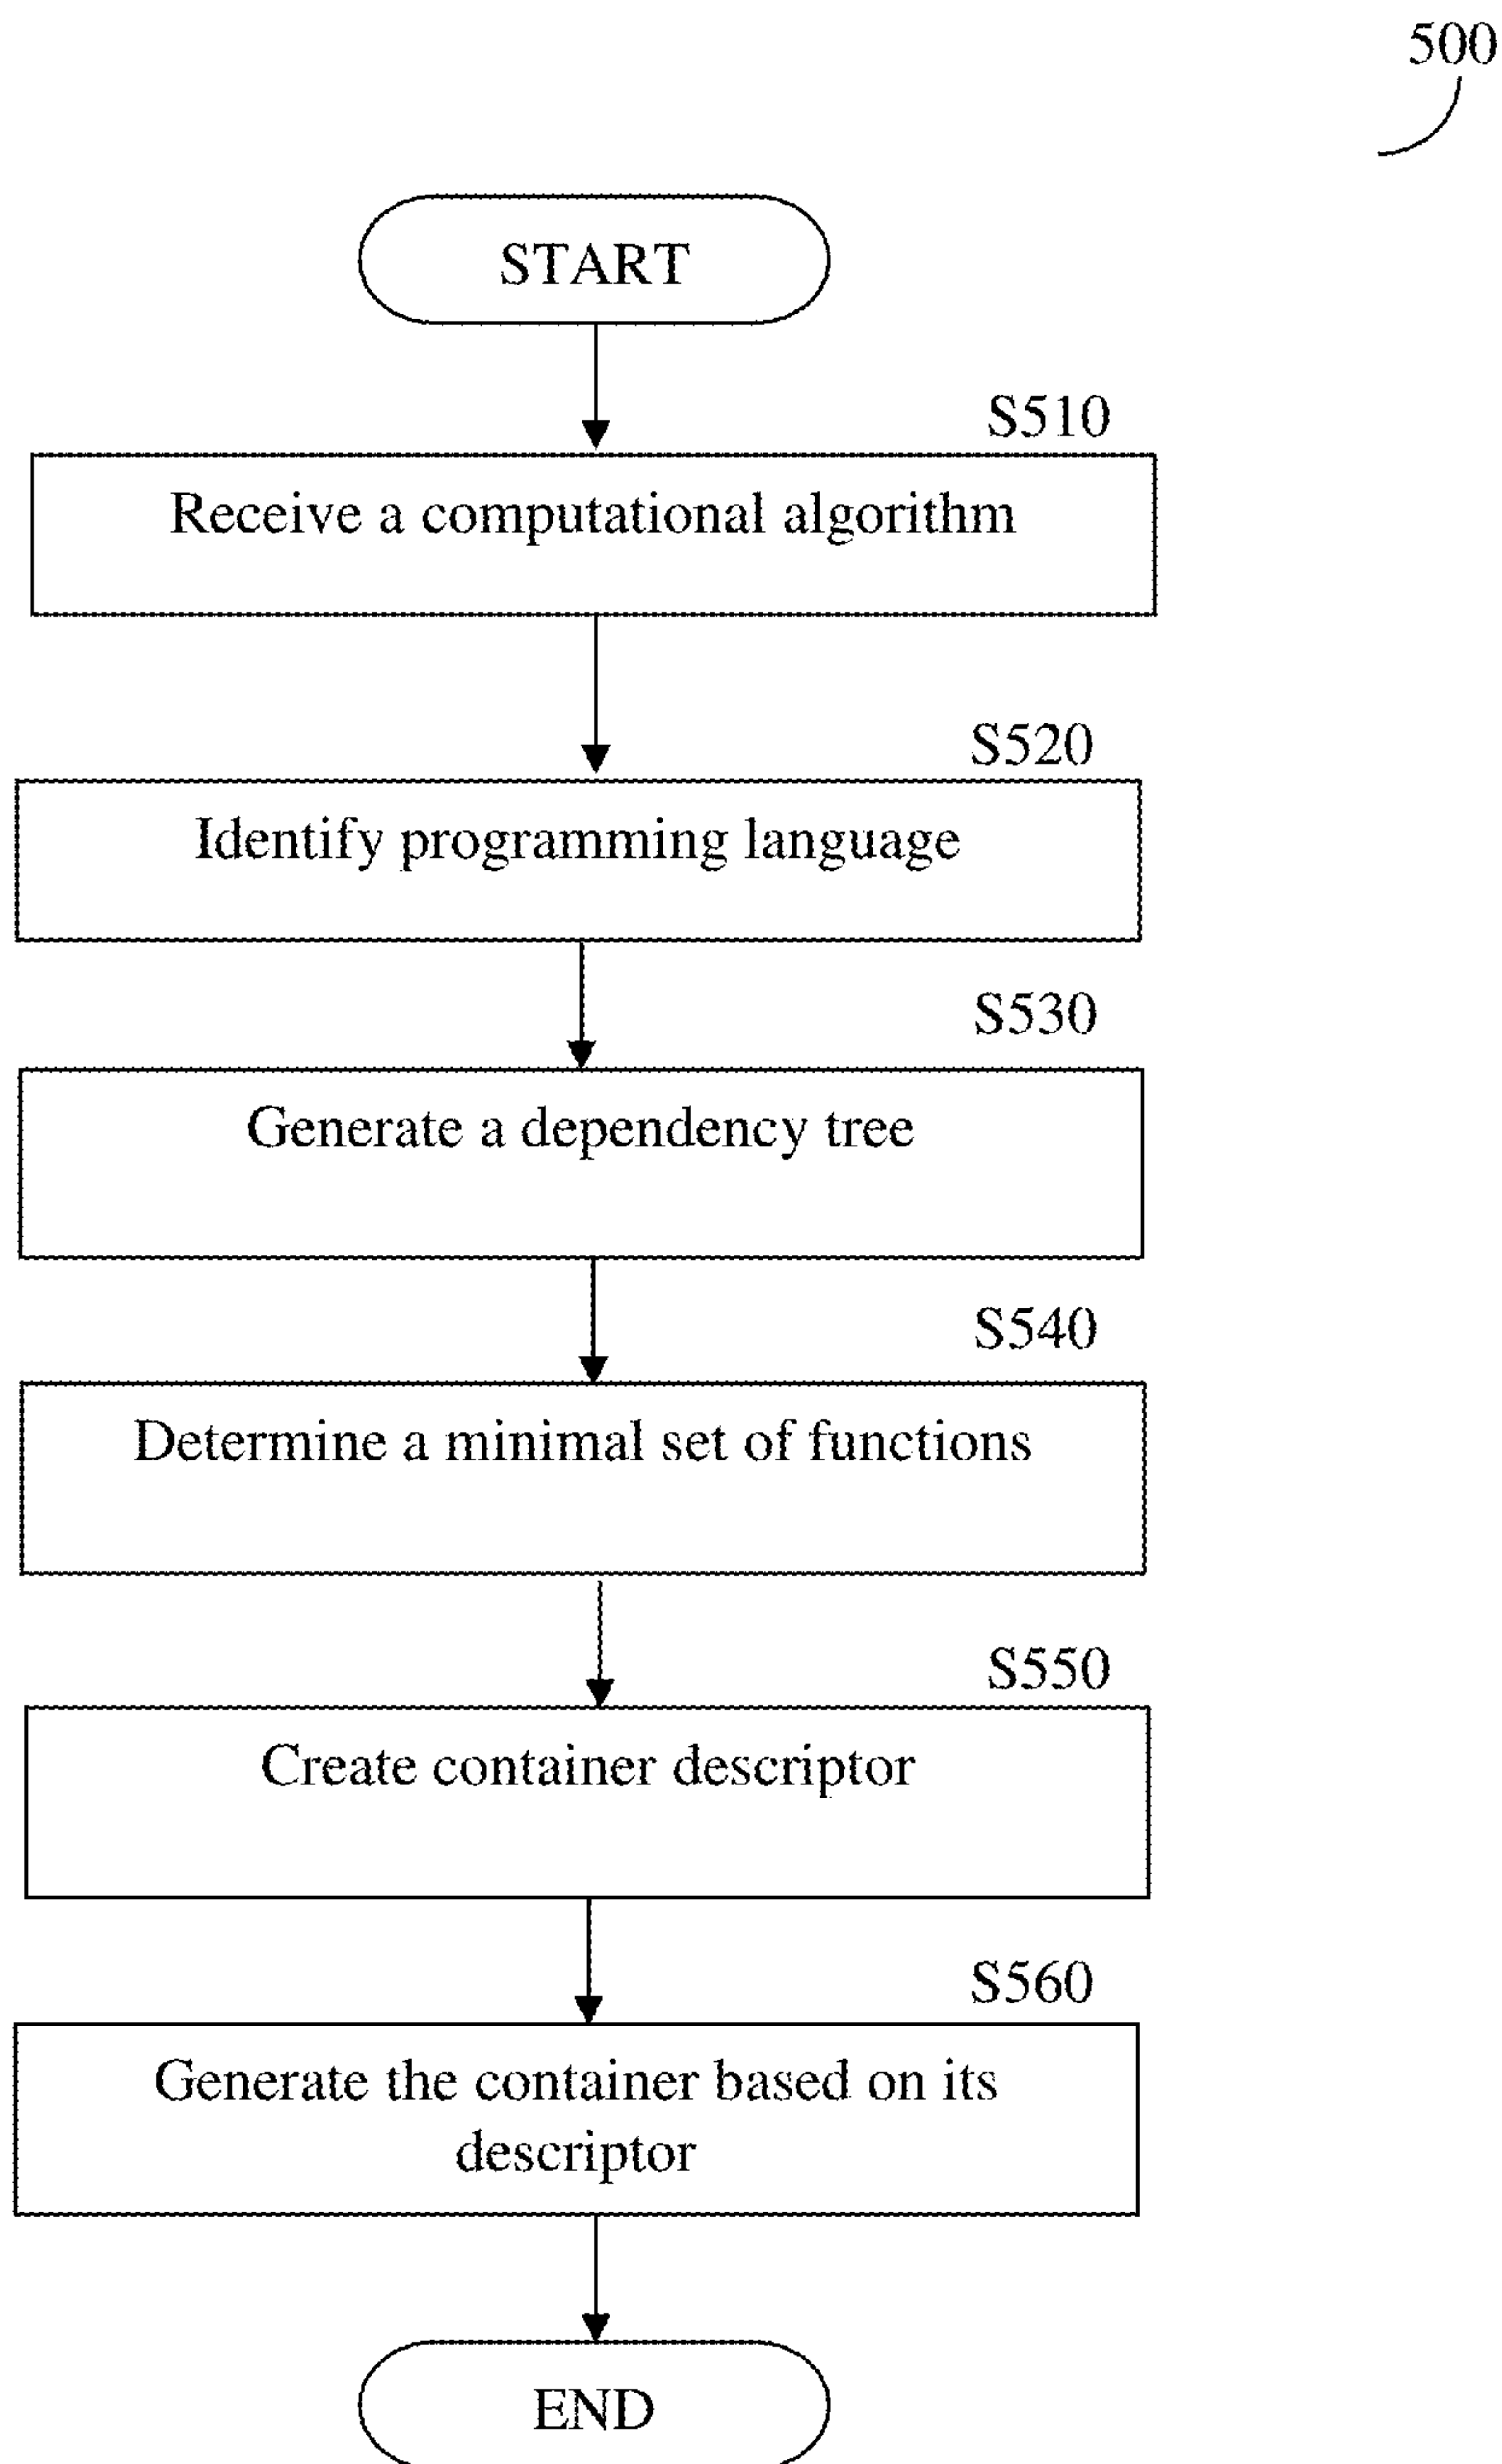 500
START
S510
Receive a computational algorithm
S520
Identify programming language
S530
Generate a dependency tree
S540
Determine a minimal set of functions
S550
Create container descriptor
S560
Generate the container based on its
descriptor
END